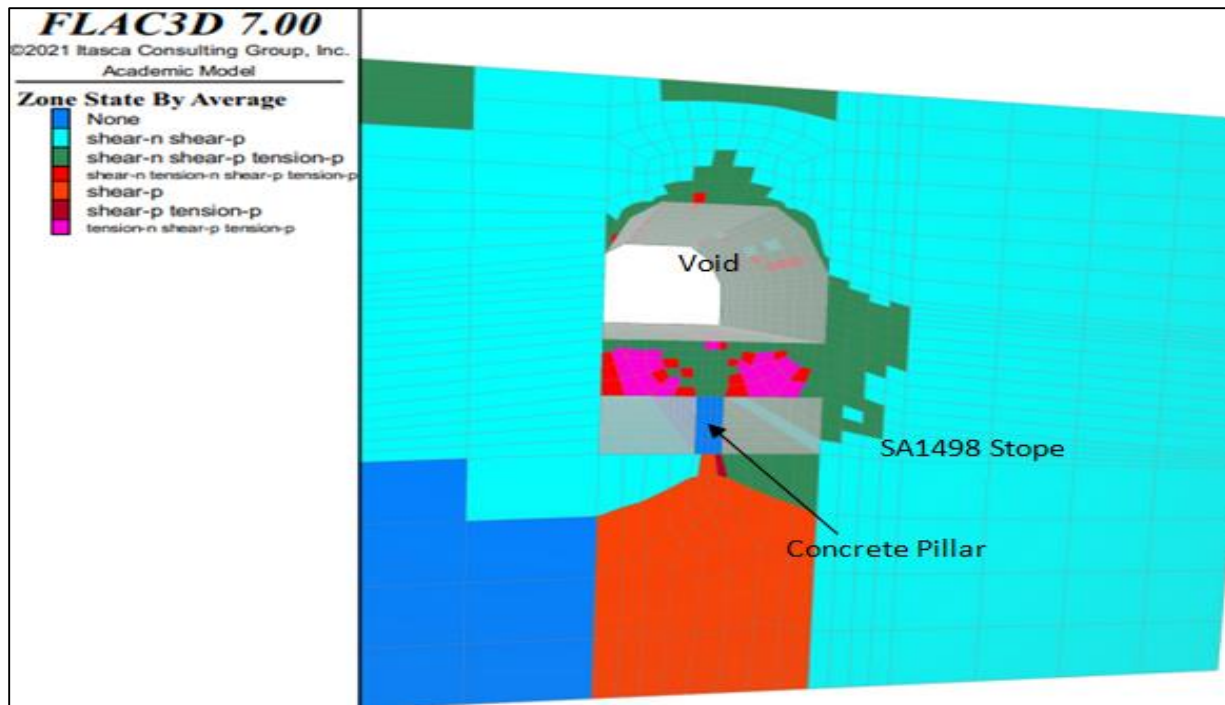 FLAC3D 7.00
©2021 Itasca Consulting Group, Inc.
Academic Model
Zone State By Average
None
shear-n shear-p
shear-n shear-p tension-p
shear-n tension-n shear-p tension-p
shear-p
shear-p tension-p
tension-n shear-p tension-p
Void
SA1498 Stope
Concrete Pillar